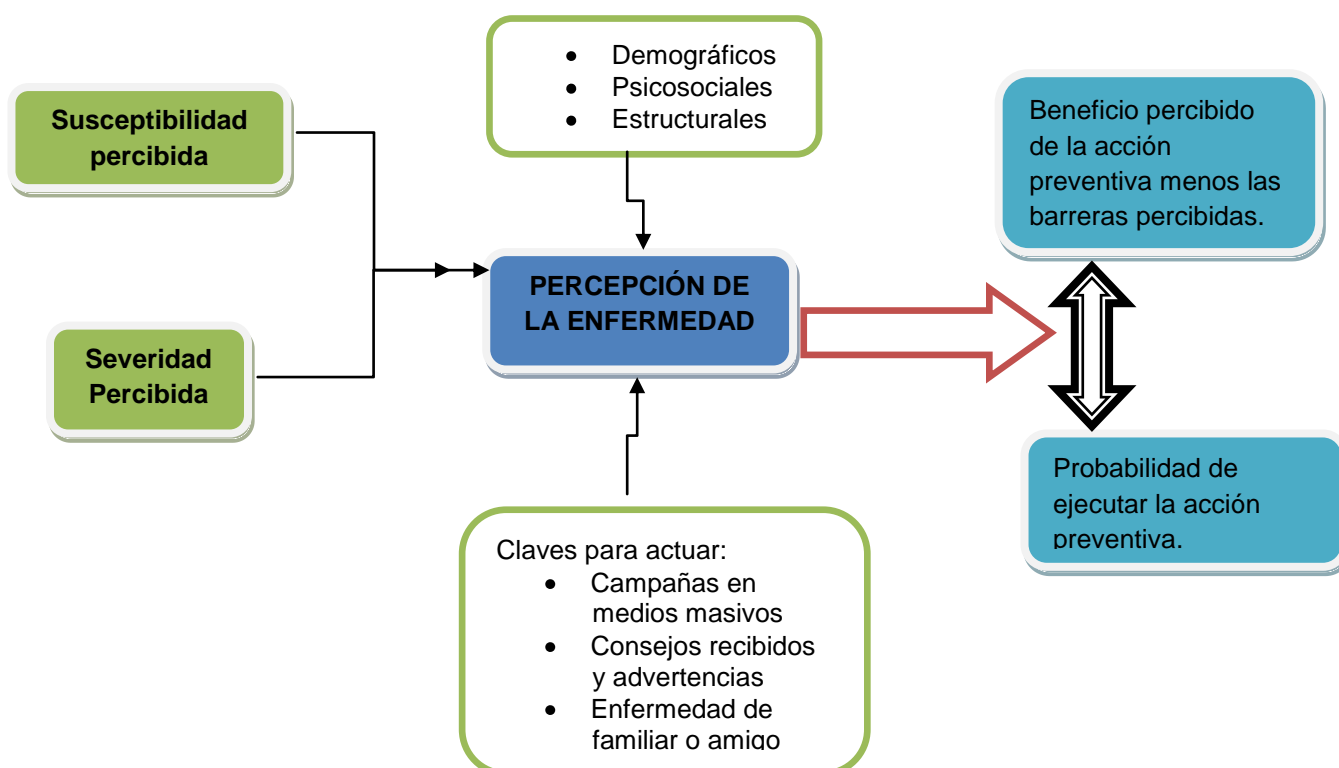 • Demográficos
• Psicosociales
• Estructurales
Susceptibilidad
percibida
Beneficio percibido
de la acción
preventiva menos las
barreras percibidas.
PERCEPCIÓN DE
LA ENFERMEDAD
Severidad
Percibida
Probabilidad de
ejecutar la acción
preventiva.
Claves para actuar:
• Campañas en
medios masivos
• Consejos recibidos
y advertencias
• Enfermedad de
familiar o amigo